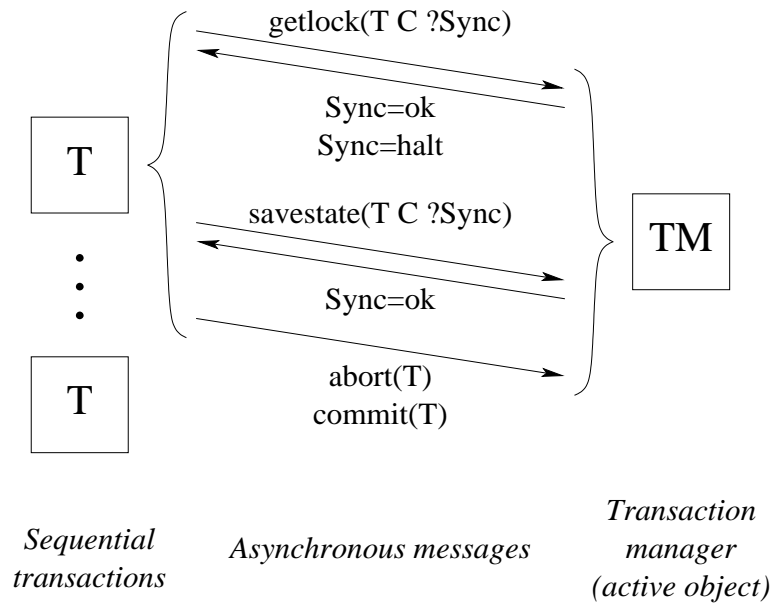 getlock(T C ?Sync)
Sync=ok
Sync=halt
T
savestate(T C ?Sync)
TM
Sync=ok
T
abort(T)
commit(T)
Sequential
transactions
Asynchronous messages
Transaction
manager
(active object)